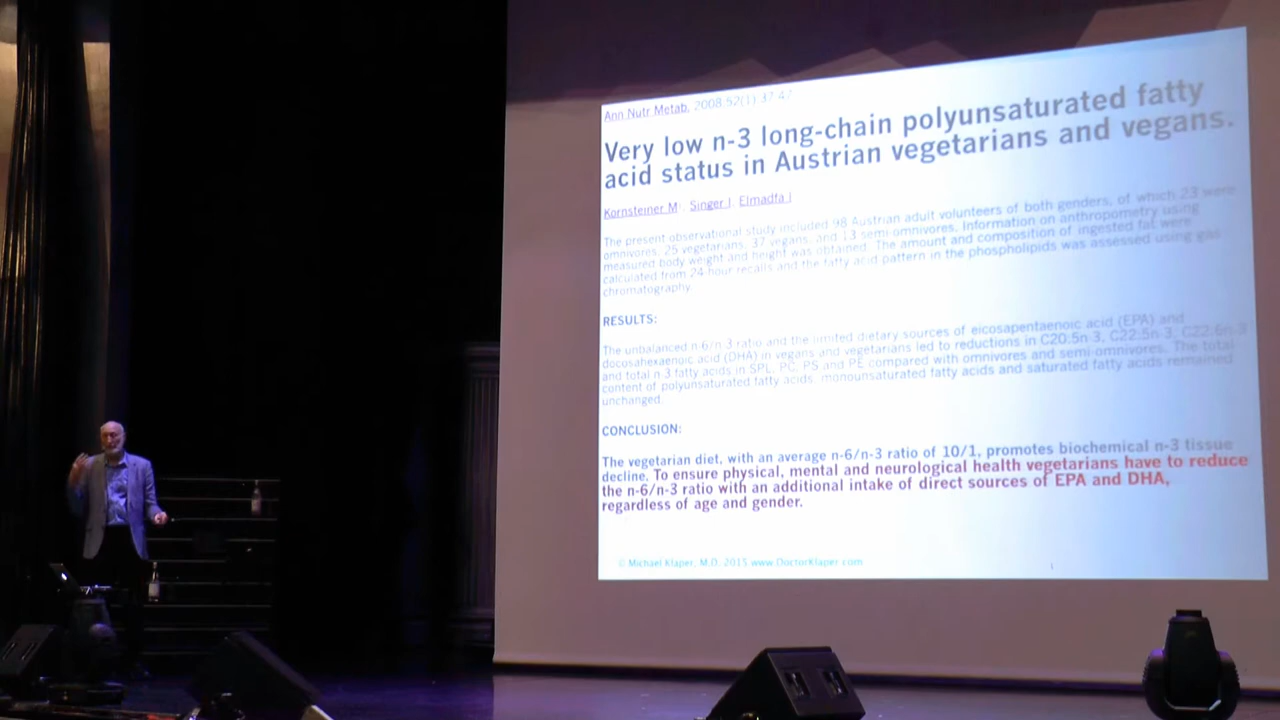 Ann Nutr Metab. 2008;52(1):37-47
Very low n-3 long-chain polyunsaturated fatty
acid status in Austrian vegetarians and vegans.
Kornsteiner M, Singer I, Elmadfa I
The present observational study included 98 Austrian adult volunteers of both genders, of which 23 were
omnivores, 25 vegetarians, 37 vegans, and 13 semi-omnivores. Information on anthropometry using
measured body weight and height was obtained. The amount and composition of ingested fat were
calculated from 24-hour recalls and the fatty acid pattern in the phospholipids was assessed using gas
chromatography.
RESULTS:
The unbalanced n-6/n-3 ratio and the limited dietary sources of eicosapentaenoic acid (EPA) and
docosahexaenoic acid (DHA) in vegans and vegetarians led to reductions in C20:5n-3, C22:5n-3, C22:6n-3
and total n-3 fatty acids in SPL, PC, PS and PE compared with omnivores and semi-omnivores. The total
content of polyunsaturated fatty acids, monounsaturated fatty acids and saturated fatty acids remained
unchanged.
CONCLUSION:
The vegetarian diet, with an average n-6/n-3 ratio of 10/1, promotes biochemical n-3 tissue
decline. To ensure physical, mental and neurological health vegetarians have to reduce
the n-6/n-3 ratio with an additional intake of direct sources of EPA and DHA,
regardless of age and gender.
© Michael Klaper, M.D. 2015 www.DoctorKlaper.com